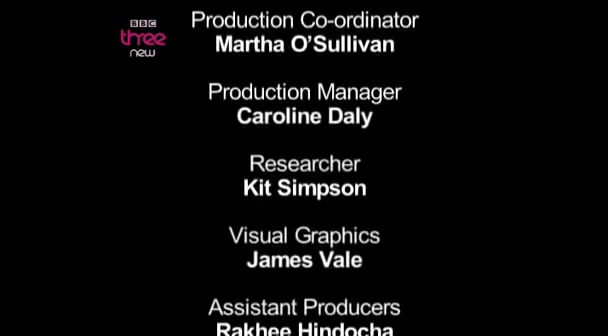 BBC
three
new
Production Co-ordinator
Martha O'Sullivan
Production Manager
Caroline Daly
Researcher
Kit Simpson
Visual Graphics
James Vale
Assistant Producers
Rakhee Hindocha